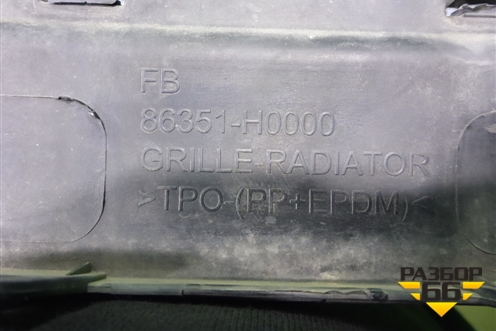 FB
86351-H0000
GRILLE-RADIATOR
>TPO-(PP+EPDM)<
РАЗБОР
66